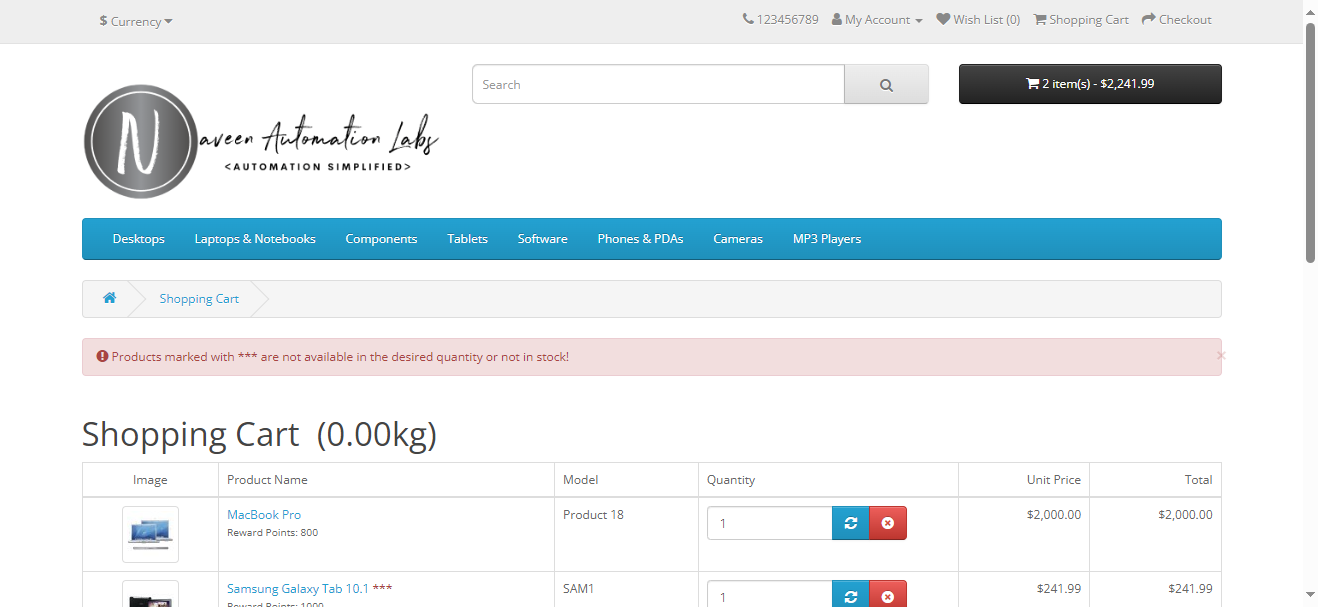 $ Currency
123456789 My Account Wish List (0) Shopping Cart Checkout
Search
2 item(s) - $2,241.99
N
aveen Automation Labs
<AUTOMATION SIMPLIFIED>
Desktops Laptops & Notebooks Components Tablets Software Phones & PDAs Cameras MP3 Players
Shopping Cart
Products marked with *** are not available in the desired quantity or not in stock!
×
Shopping Cart (0.00kg)
Image Product Name Model Quantity Unit Price Total
MacBook Pro Product 18 1 $2,000.00 $2,000.00
Reward Points: 800
Samsung Galaxy Tab 10.1 *** SAM1 1 $241.99 $241.99
Reward Points: 1000